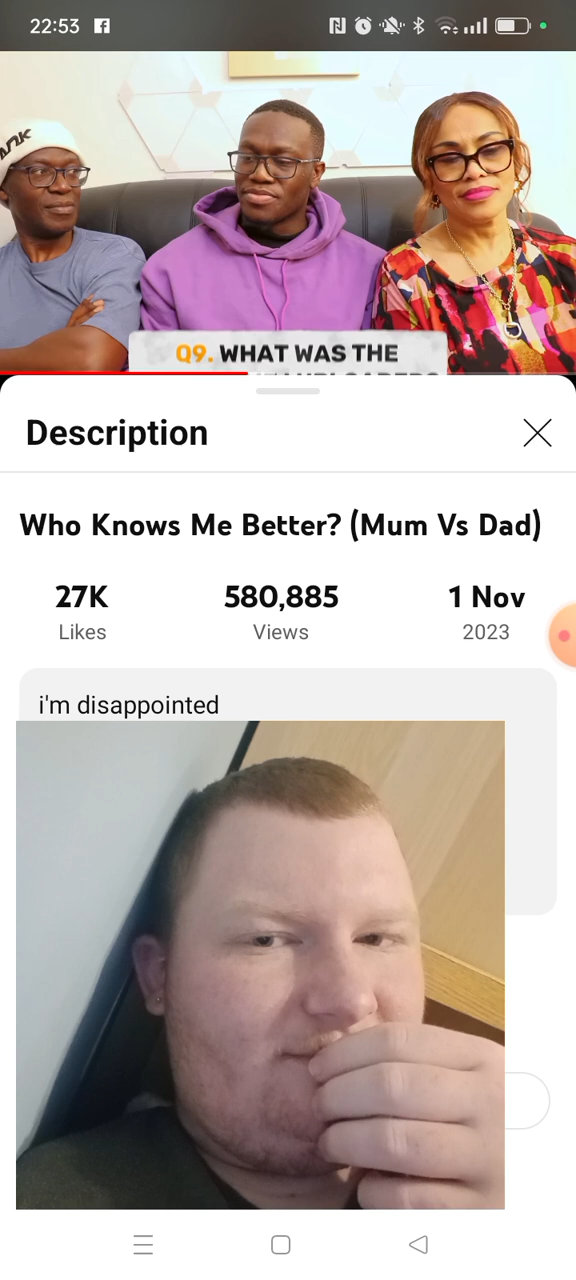 22:53
Q9. WHAT WAS THE
Description
Who Knows Me Better? (Mum Vs Dad)
27K
580,885
1 Nov
Likes
Views
2023
i'm disappointed